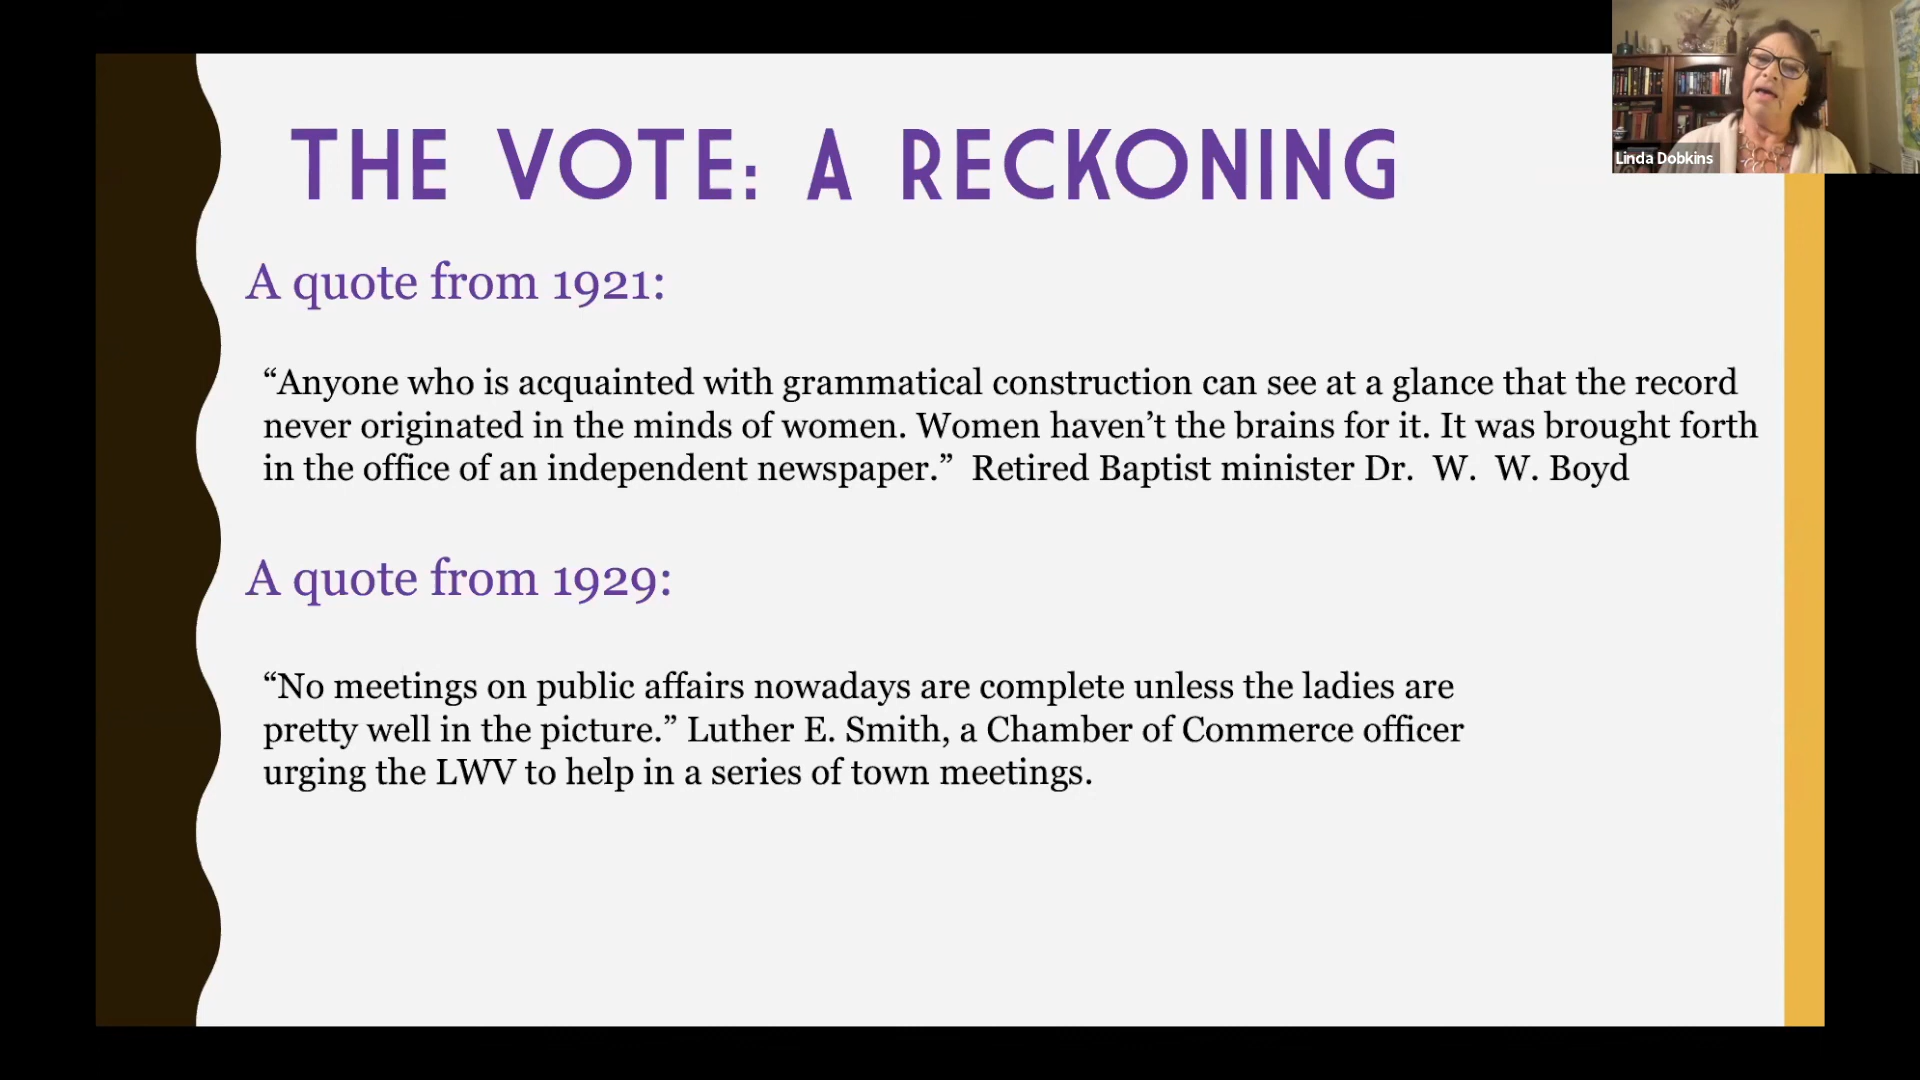 THE VOTE: A RECKONING
Linda Dobkins
A quote from 1921:
“Anyone who is acquainted with grammatical construction can see at a glance that the record
never originated in the minds of women. Women haven’t the brains for it. It was brought forth
in the office of an independent newspaper.” Retired Baptist minister Dr. W. W. Boyd
A quote from 1929:
“No meetings on public affairs nowadays are complete unless the ladies are
pretty well in the picture.” Luther E. Smith, a Chamber of Commerce officer
urging the LWV to help in a series of town meetings.